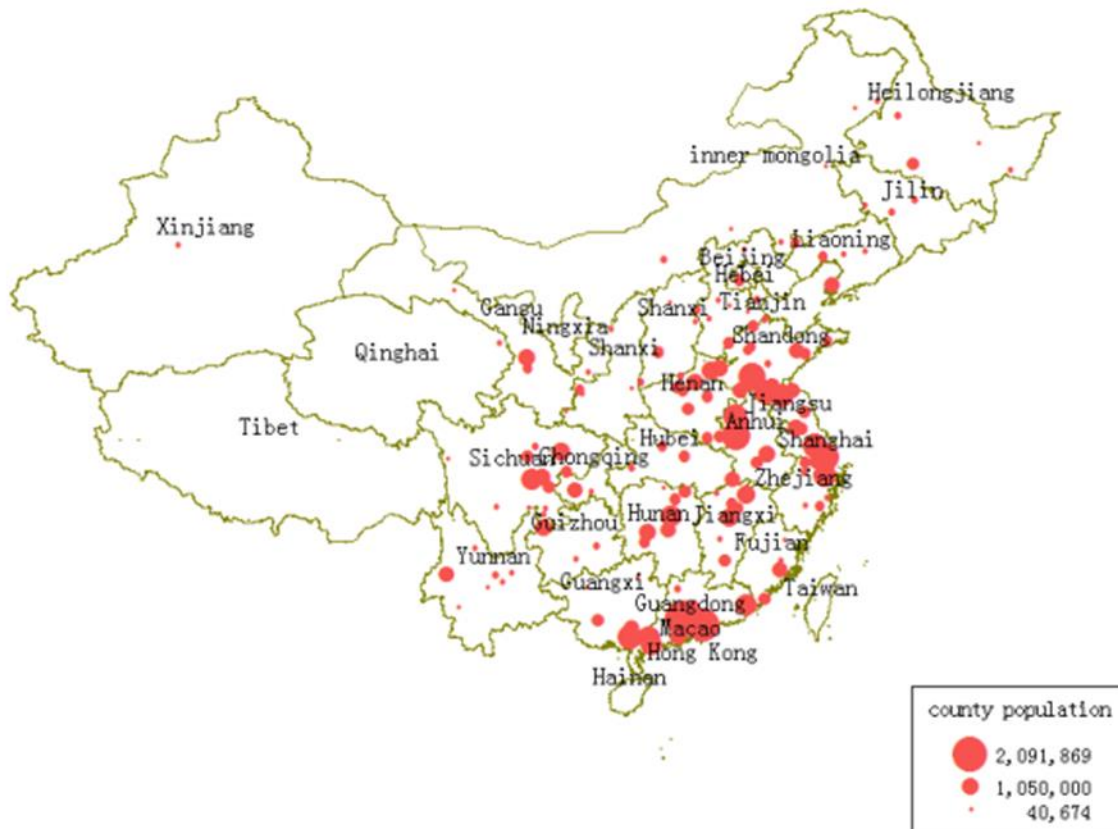 Heilongjiang
inner mongolia
Jilin
Xinjiang
Liaoning
Beijing
Hebei
Tianjin
Gansu
Shanxi
Ningxia
Shandong
Qinghai
Shanxi
Henan
Jiangsu
Tibet
Anhui
Hubei
Shanghai
Sichuan
Chongqing
Zhejiang
Guizhou
Hunan
Jiangxi
Yunnan
Fujian
Guangxi
Taiwan
Guangdong
Macao
Hong Kong
Hainan
county population
2,091,869
1,050,000
40,674